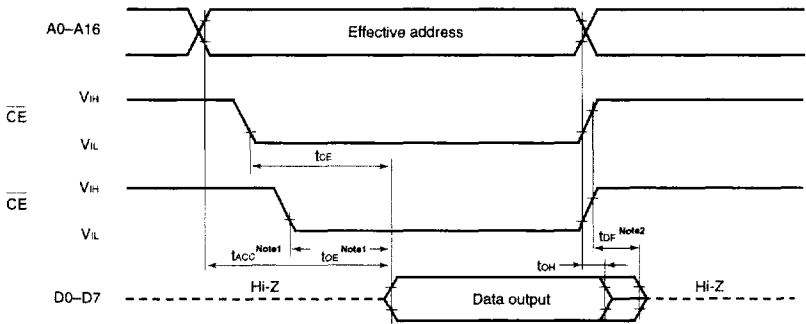 A0–A16
Effective address
VIH
CE
VIL
tCE
VIH
CE
VIL
tACC Note1
tOE Note1
tDF Note2
tOH
D0–D7
Hi-Z
Data output
Hi-Z